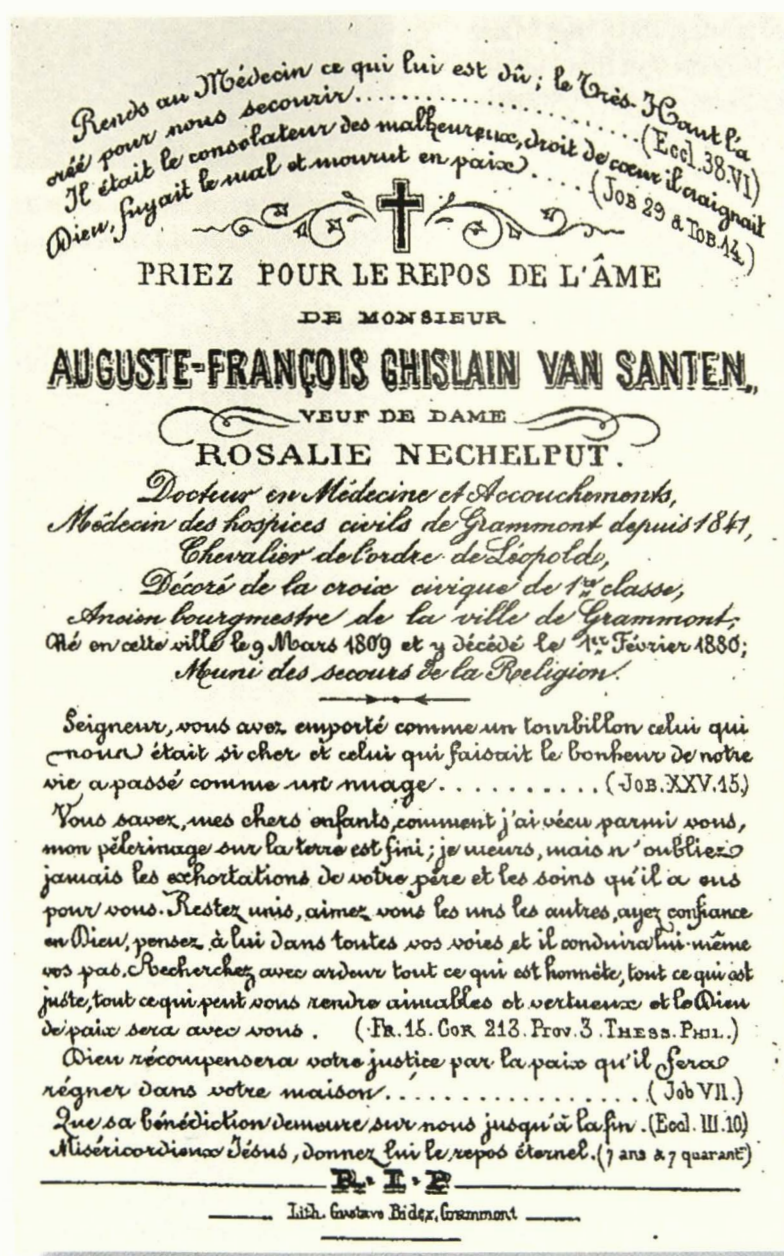 Rends au Médecin ce qui lui est dû; le Très-Haut l'a
créé pour nous secourir....................(Eccl. 38.VI)
Il était le consolateur des malheureux, droit de cœur il craignait
Dieu, fuyait le mal et mourut en paix.....(JOB 29 & TOB.14.)
PRIEZ POUR LE REPOS DE L'ÂME
DE MONSIEUR
AUGUSTE-FRANÇOIS GHISLAIN VAN SANTEN,
VEUF DE DAME
ROSALIE NECHELPUT.
Docteur en Médecine et Accouchements,
Médecin des hospices civils de Grammont depuis 1841,
Chevalier de l'ordre de Léopold,
Décoré de la croix civique de 1re classe,
Ancien bourgmestre de la ville de Grammont;
Né en cette ville le 9 Mars 1809 et y décédé le 1er Février 1880;
Muni des secours de la Religion.
Seigneur, vous avez emporté comme un tourbillon celui qui
nous était si cher et celui qui faisait le bonheur de notre
vie, a passé comme un nuage..........(JOB.XXV.15.)
Vous savez, mes chers enfants, comment j'ai vécu parmi vous,
mon pèlerinage sur la terre est fini; je meurs, mais n'oubliez
jamais les exhortations de votre père et les soins qu'il a eus
pour vous. Restez unis, aimez vous les uns les autres, ayez confiance
en Dieu, pensez à lui dans toutes vos voies et il conduira lui-même
vos pas. Recherchez avec ardeur tout ce qui est honnête, tout ce qui est
juste, tout ce qui peut vous rendre aimables et vertueux et le Dieu
de paix sera avec vous. (FR. 16. COR 213. PROV. 3. THESS. PHIL.)
Dieu récompensera votre justice par la paix qu'il fera
régner dans votre maison....................(Job VII.)
Que sa bénédiction demeure sur nous jusqu'à la fin. (Eccl. III.10)
Miséricordieux Jésus, donnez lui le repos éternel. (7 ans & 7 quarant)
R.I.P
Lith. Gustave Bidez, Grammont